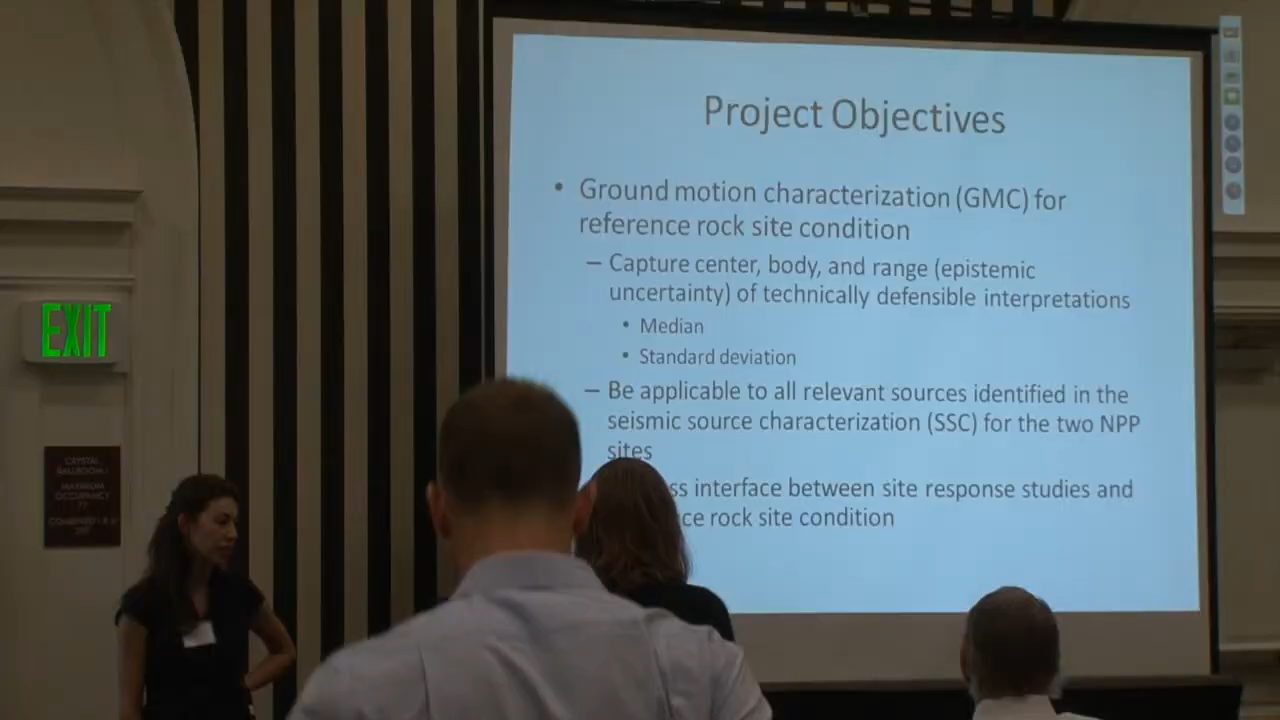 Project Objectives
• Ground motion characterization (GMC) for
reference rock site condition
– Capture center, body, and range (epistemic
uncertainty) of technically defensible interpretations
• Median
• Standard deviation
– Be applicable to all relevant sources identified in the
seismic source characterization (SSC) for the two NPP
sites
ss interface between site response studies and
ce rock site condition
EXIT
CRYSTAL
BALLROOM
MAXIMUM
OCCUPANCY
77